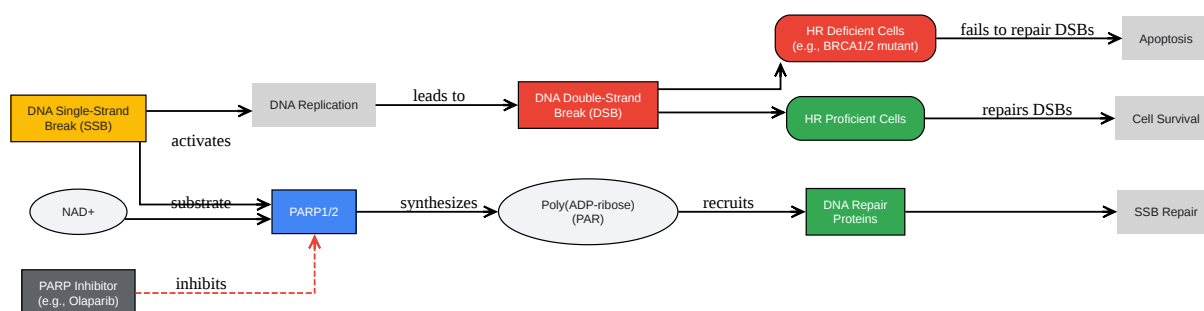 HR Deficient Cells
(e.g., BRCA1/2 mutant)
fails to repair DSBs
Apoptosis
DNA Single-Strand
Break (SSB)
DNA Replication
leads to
DNA Double-Strand
Break (DSB)
HR Proficient Cells
repairs DSBs
Cell Survival
activates
NAD+
substrate
PARP1/2
synthesizes
Poly(ADP-ribose)
(PAR)
recruits
DNA Repair
Proteins
SSB Repair
PARP Inhibitor
(e.g., Olaparib)
inhibits